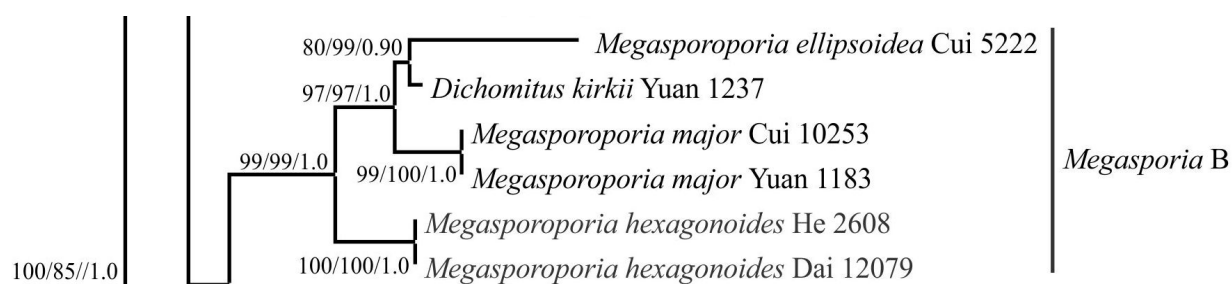 80/99/0.90
Megasporoporia ellipsoidea Cui 5222
97/97/1.0
Dichomitus kirkii Yuan 1237
Megasporoporia major Cui 10253
99/99/1.0
99/100/1.0
Megasporoporia major Yuan 1183
Megasporia B
Megasporoporia hexagonoides He 2608
100/100/1.0
Megasporoporia hexagonoides Dai 12079
100/85//1.0